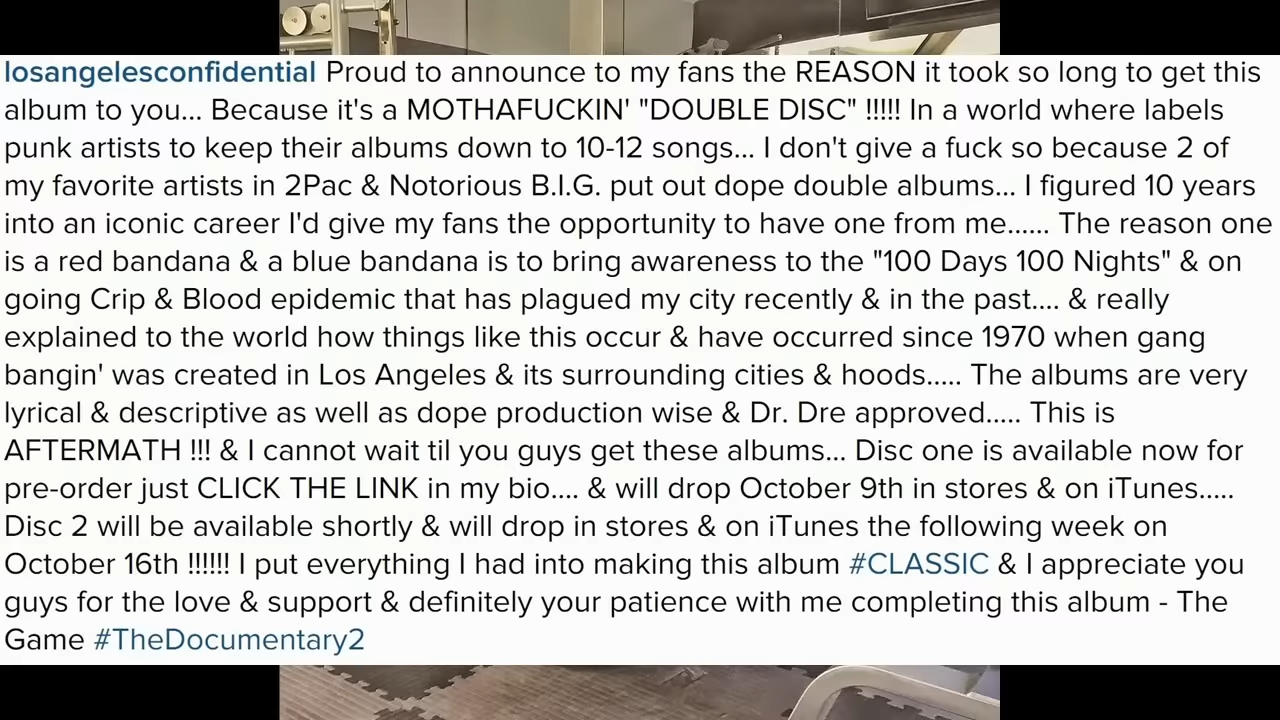 losangelesconfidential Proud to announce to my fans the REASON it took so long to get this
album to you... Because it's a MOTHAFUCKIN' "DOUBLE DISC" !!!!! In a world where labels
punk artists to keep their albums down to 10-12 songs... I don't give a fuck so because 2 of
my favorite artists in 2Pac & Notorious B.I.G. put out dope double albums... I figured 10 years
into an iconic career I'd give my fans the opportunity to have one from me...... The reason one
is a red bandana & a blue bandana is to bring awareness to the "100 Days 100 Nights" & on
going Crip & Blood epidemic that has plagued my city recently & in the past.... & really
explained to the world how things like this occur & have occurred since 1970 when gang
bangin' was created in Los Angeles & its surrounding cities & hoods..... The albums are very
lyrical & descriptive as well as dope production wise & Dr. Dre approved..... This is
AFTERMATH !!! & I cannot wait til you guys get these albums... Disc one is available now for
pre-order just CLICK THE LINK in my bio.... & will drop October 9th in stores & on iTunes.....
Disc 2 will be available shortly & will drop in stores & on iTunes the following week on
October 16th !!!!!! I put everything I had into making this album #CLASSIC & I appreciate you
guys for the love & support & definitely your patience with me completing this album - The
Game #TheDocumentary2